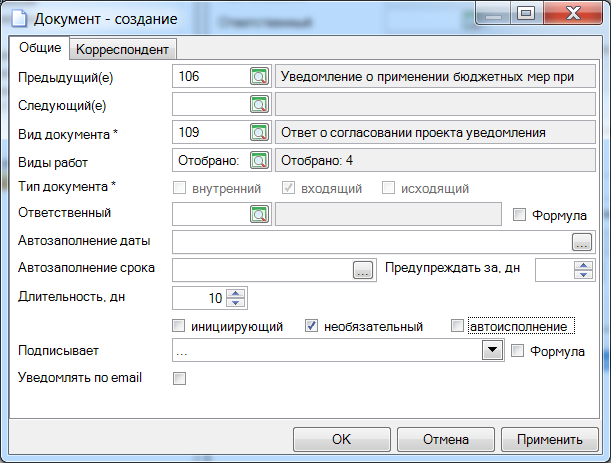 Документ - создание
Общие Корреспондент
Предыдущий(е) 106 Уведомление о применении бюджетных мер при
Следующий(е)
Вид документа * 109 Ответ о согласовании проекта уведомления
Виды работ Отобрано: Отобрано: 4
Тип документа * внутренний входящий исходящий
Ответственный Формула
Автозаполнение даты ...
Автозаполнение срока ... Предупреждать за, дн
Длительность, дн 10
инициирующий необязательный автоисполнение
Подписывает ... Формула
Уведомлять по email
OK Отмена Применить